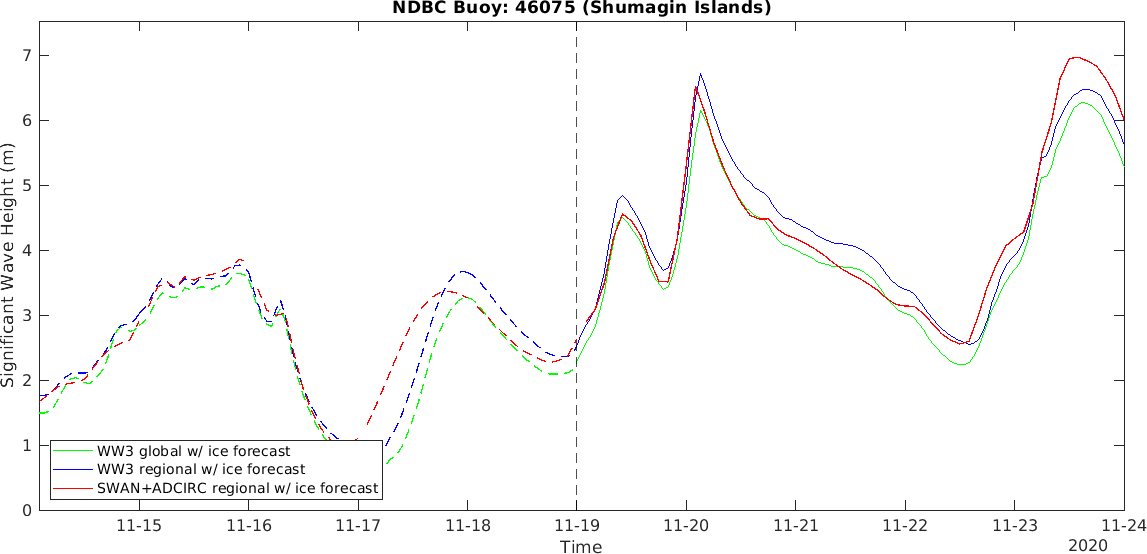 NDBC Buoy: 46075 (Shumagin Islands)
Significant Wave Height (m)
7
6
5
4
3
2
1
0
WW3 global w/ ice forecast
WW3 regional w/ ice forecast
SWAN+ADCIRC regional w/ ice forecast
11-15 11-16 11-17 11-18 11-19 11-20 11-21 11-22 11-23 11-24
Time
2020